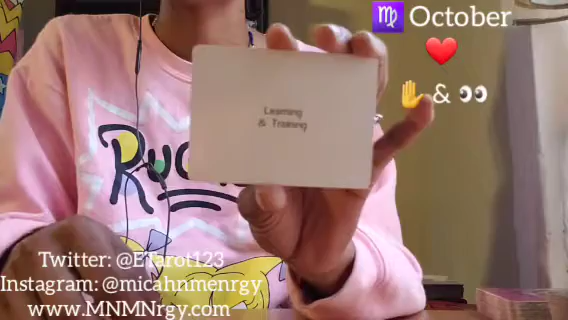 ♍ October
❤️
✋& 👀
Learning
& Training
Twitter: @ETarot123
Instagram: @micahnmenrgy
www.MNMNrgy.com